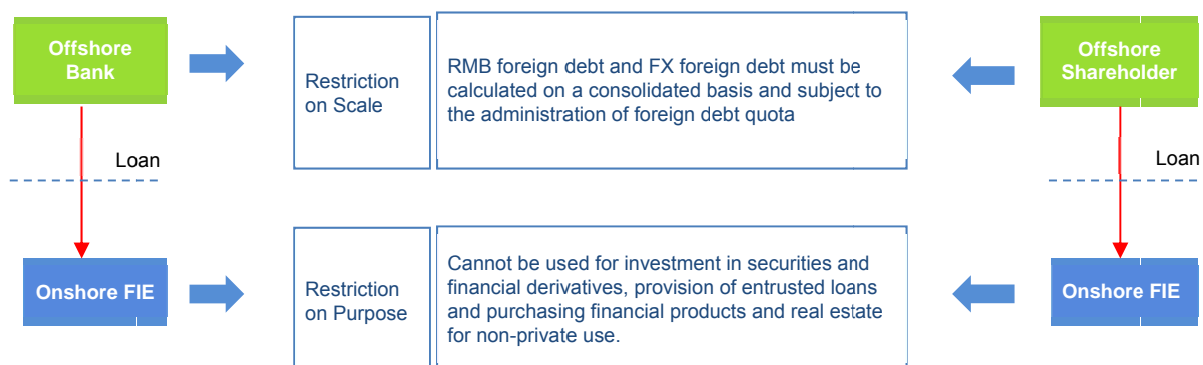 Offshore
Bank
Restriction
on Scale
RMB foreign debt and FX foreign debt must be
calculated on a consolidated basis and subject to
the administration of foreign debt quota
Offshore
Shareholder
Loan
Loan
Onshore FIE
Restriction
on Purpose
Cannot be used for investment in securities and
financial derivatives, provision of entrusted loans
and purchasing financial products and real estate
for non-private use.
Onshore FIE